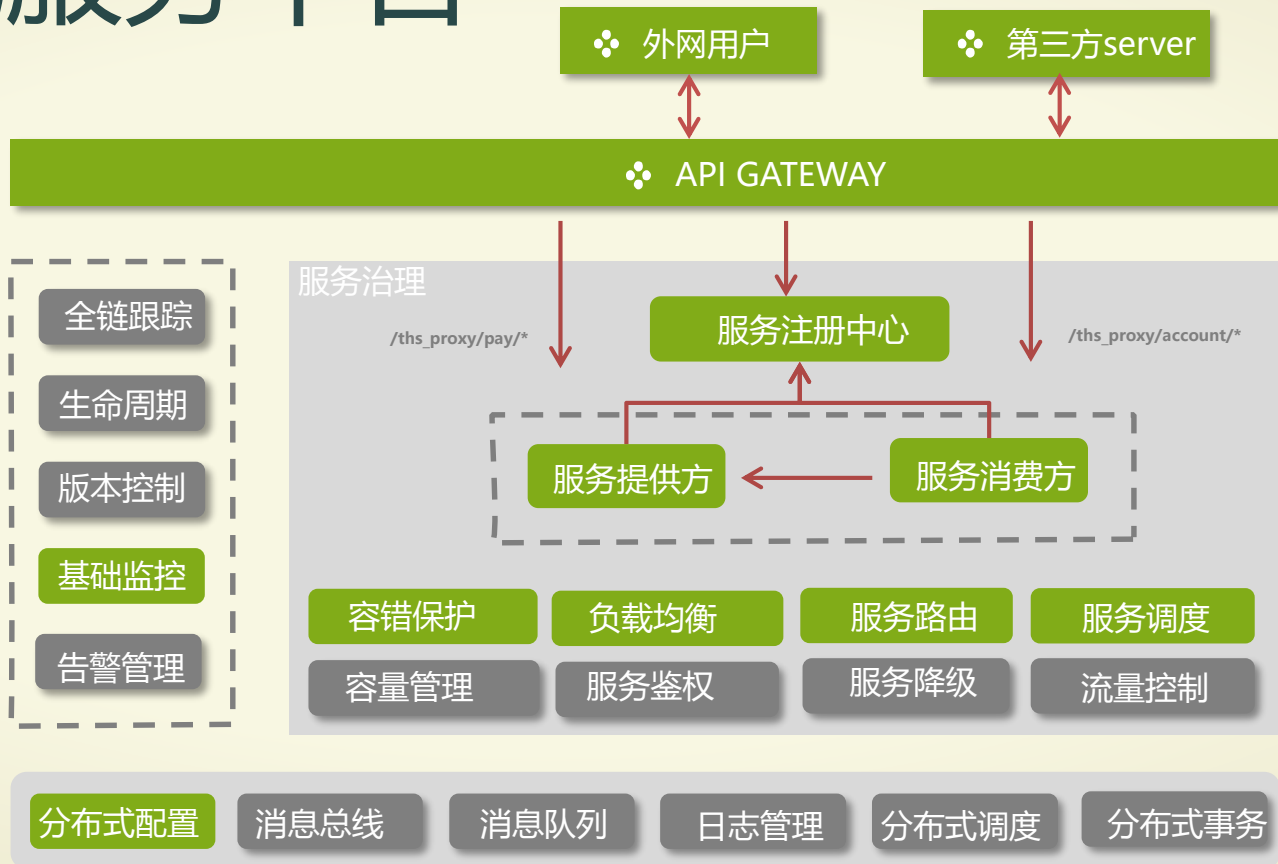 服务平台
外网用户
第三方server
API GATEWAY
服务治理
全链跟踪
生命周期
版本控制
基础监控
告警管理
/ths_proxy/pay/*
服务注册中心
/ths_proxy/account/*
服务提供方
服务消费方
容错保护
负载均衡
服务路由
服务调度
容量管理
服务鉴权
服务降级
流量控制
分布式配置
消息总线
消息队列
日志管理
分布式调度
分布式事务